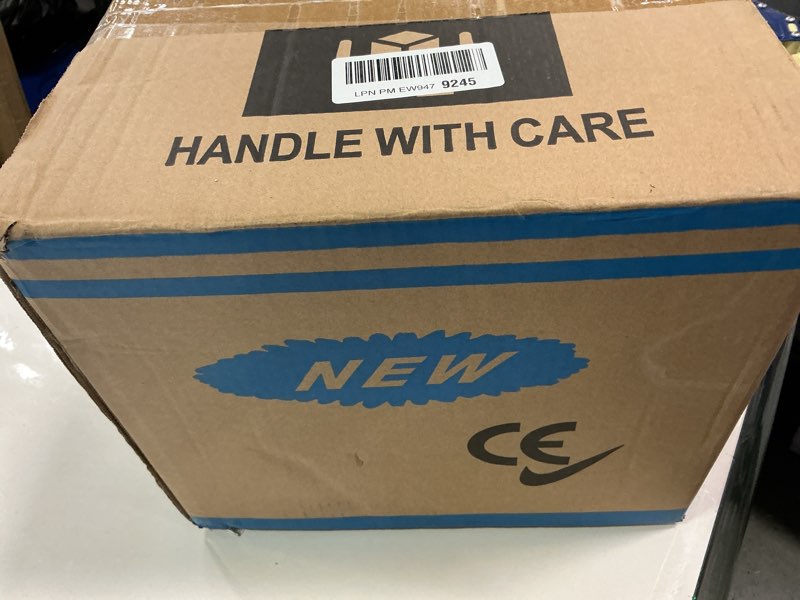 LPN PM EW947 9245
HANDLE WITH CARE
NEW
CE